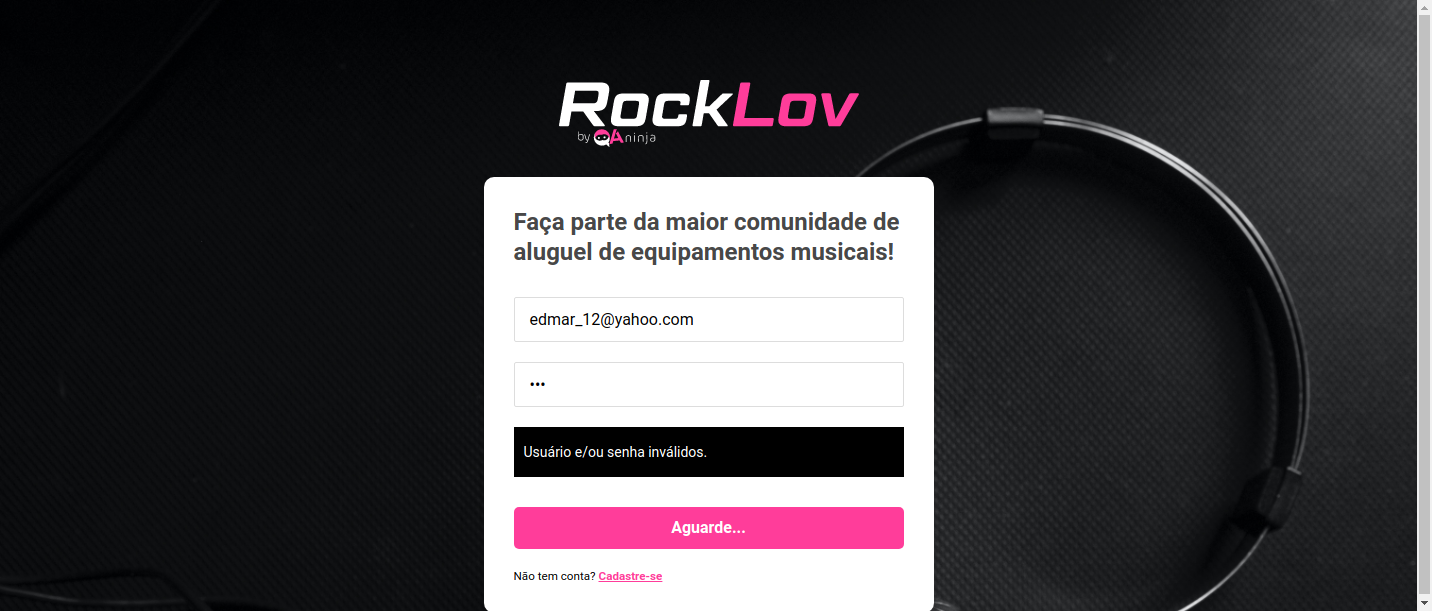 RockLov
by QAninja
Faça parte da maior comunidade de
aluguel de equipamentos musicais!
edmar_12@yahoo.com
•••
Usuário e/ou senha inválidos.
Aguarde...
Não tem conta? Cadastre-se